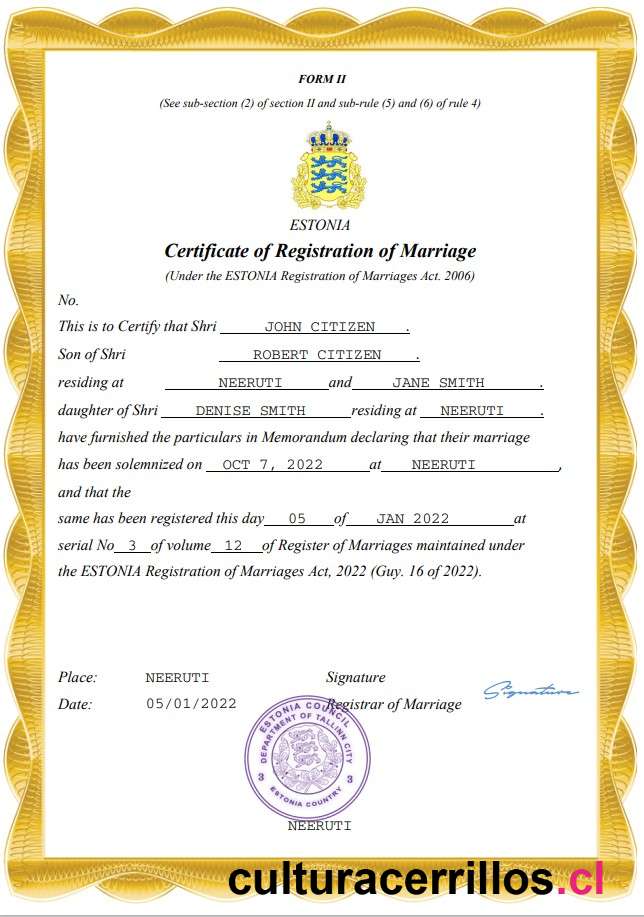 FORM II
(See sub-section (2) of section II and sub-rule (5) and (6) of rule 4)
ESTONIA
Certificate of Registration of Marriage
(Under the ESTONIA Registration of Marriages Act. 2006)
No.
This is to Certify that Shri JOHN CITIZEN .
Son of Shri ROBERT CITIZEN .
residing at NEERUTI and JANE SMITH .
daughter of Shri DENISE SMITH residing at NEERUTI .
have furnished the particulars in Memorandum declaring that their marriage
has been solemnized on OCT 7, 2022 at NEERUTI ,
and that the
same has been registered this day 05 of JAN 2022 at
serial No 3 of volume 12 of Register of Marriages maintained under
the ESTONIA Registration of Marriages Act, 2022 (Guy. 16 of 2022).
Place: NEERUTI Signature
Signature
Date: 05/01/2022 Registrar of Marriage
ESTONIA COUNCIL
DEPARTMENT OF TALLINN CITY
3 3
ESTONIA COUNTRY
NEERUTI
culturacerrillos.cl